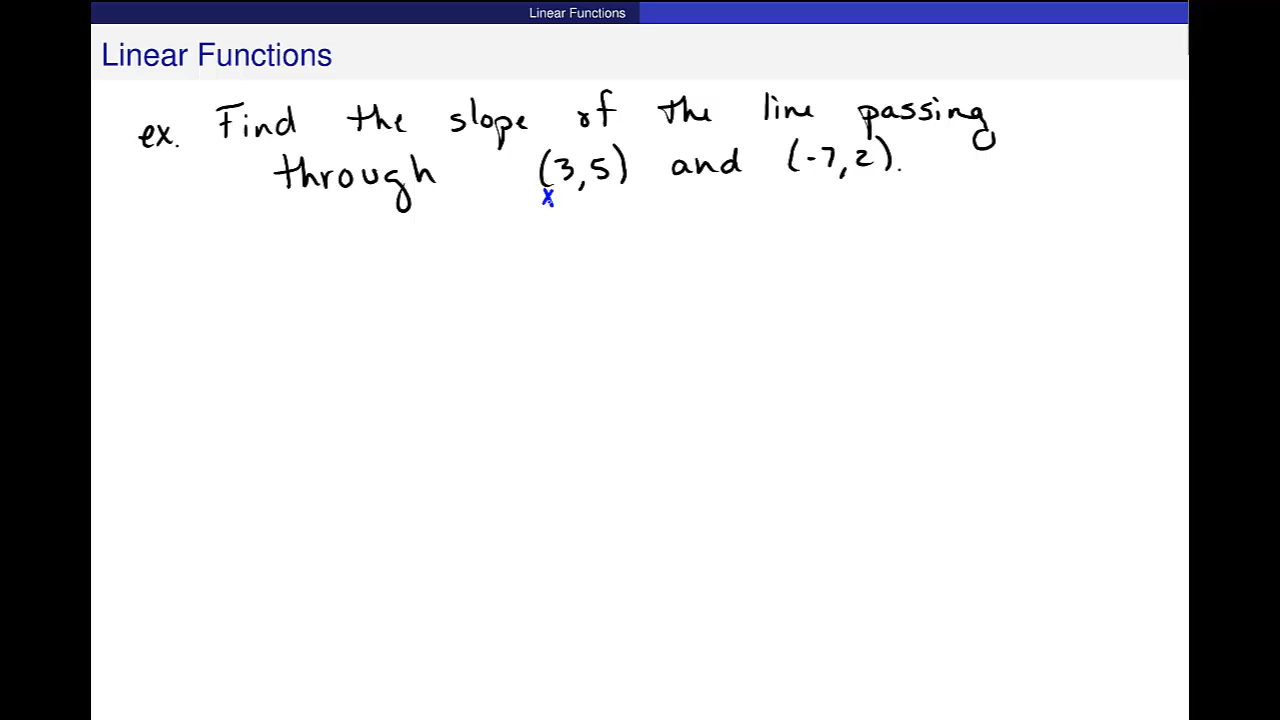 Linear Functions
Linear Functions
ex. Find the slope of the line passing
through (3,5) and (-7,2).
x